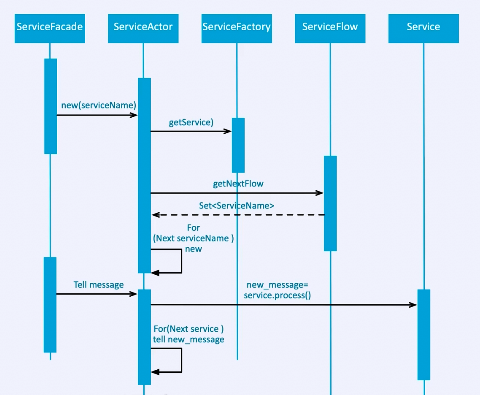 ServiceFacade
ServiceActor
ServiceFactory
ServiceFlow
Service
new(serviceName)
getService)
getNextFlow
Set<ServiceName>
For
(Next serviceName )
new
Tell message
new_message=
service.process()
For(Next service )
tell new_message